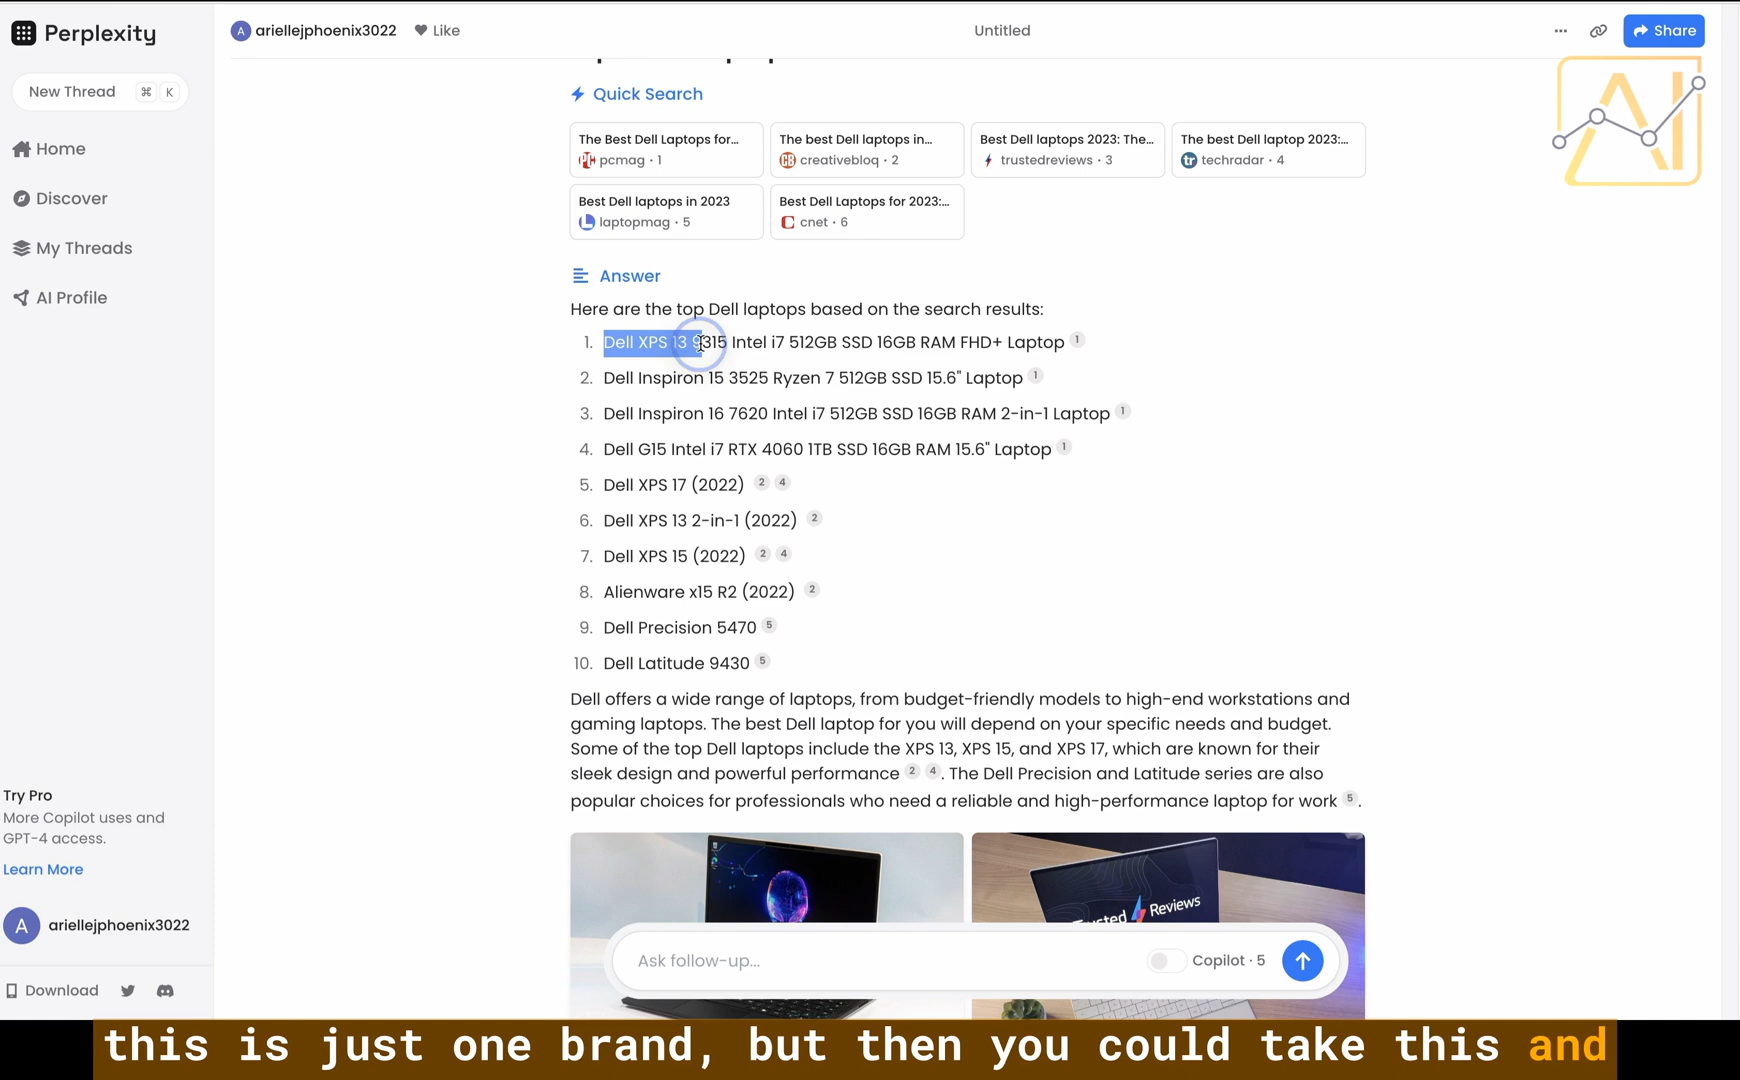 Perplexity
ariellejphoenix3022
Like
Untitled
Share
New Thread ⌘ K
Home
Discover
My Threads
AI Profile
Quick Search
The Best Dell Laptops for...
pcmag · 1
The best Dell laptops in...
creativebloq · 2
Best Dell laptops 2023: The...
trustedreviews · 3
The best Dell laptop 2023:...
techradar · 4
Best Dell laptops in 2023
laptopmag · 5
Best Dell Laptops for 2023:...
cnet · 6
AI
Answer
Here are the top Dell laptops based on the search results:
1. Dell XPS 13 9315 Intel i7 512GB SSD 16GB RAM FHD+ Laptop 1
2. Dell Inspiron 15 3525 Ryzen 7 512GB SSD 15.6" Laptop 1
3. Dell Inspiron 16 7620 Intel i7 512GB SSD 16GB RAM 2-in-1 Laptop 1
4. Dell G15 Intel i7 RTX 4060 1TB SSD 16GB RAM 15.6" Laptop 1
5. Dell XPS 17 (2022) 2 4
6. Dell XPS 13 2-in-1 (2022) 2
7. Dell XPS 15 (2022) 2 4
8. Alienware x15 R2 (2022) 2
9. Dell Precision 5470 5
10. Dell Latitude 9430 5
Dell offers a wide range of laptops, from budget-friendly models to high-end workstations and
gaming laptops. The best Dell laptop for you will depend on your specific needs and budget.
Some of the top Dell laptops include the XPS 13, XPS 15, and XPS 17, which are known for their
sleek design and powerful performance 2 4. The Dell Precision and Latitude series are also
popular choices for professionals who need a reliable and high-performance laptop for work 5.
Trusted Reviews
Try Pro
More Copilot uses and
GPT-4 access.
Learn More
A ariellejphoenix3022
Download
Ask follow-up...
Copilot · 5
this is just one brand, but then you could take this and